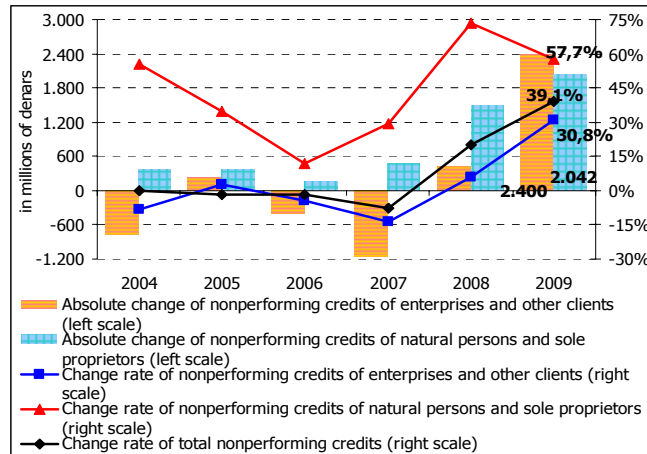 in millions of denars
3.000
2.400
1.800
1.200
600
0
-600
-1.200
75%
60%
45%
30%
15%
0%
-15%
-30%
57,7%
39,1%
30,8%
2.042
2.400
2004 2005 2006 2007 2008 2009
Absolute change of nonperforming credits of enterprises and other clients
(left scale)
Absolute change of nonperforming credits of natural persons and sole
proprietors (left scale)
Change rate of nonperforming credits of enterprises and other clients (right
scale)
Change rate of nonperforming credits of natural persons and sole proprietors
(right scale)
Change rate of total nonperforming credits (right scale)